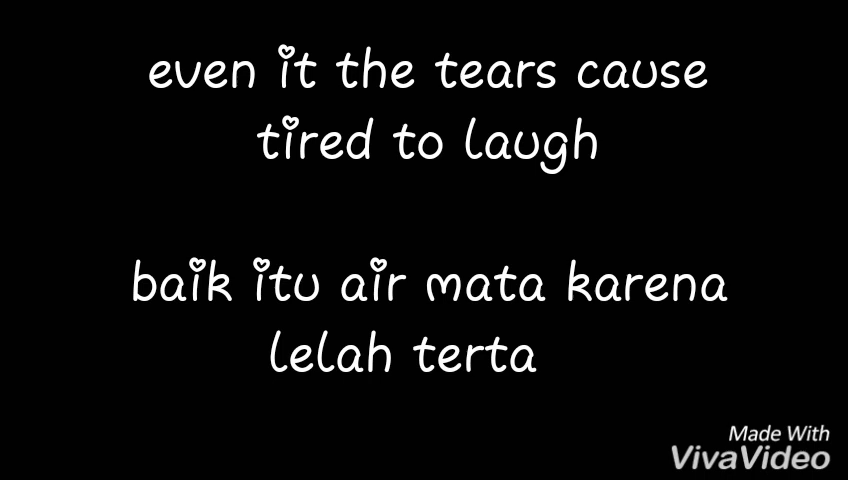 even it the tears cause
tired to laugh
baik itu air mata karena
lelah terta
Made With
VivaVideo